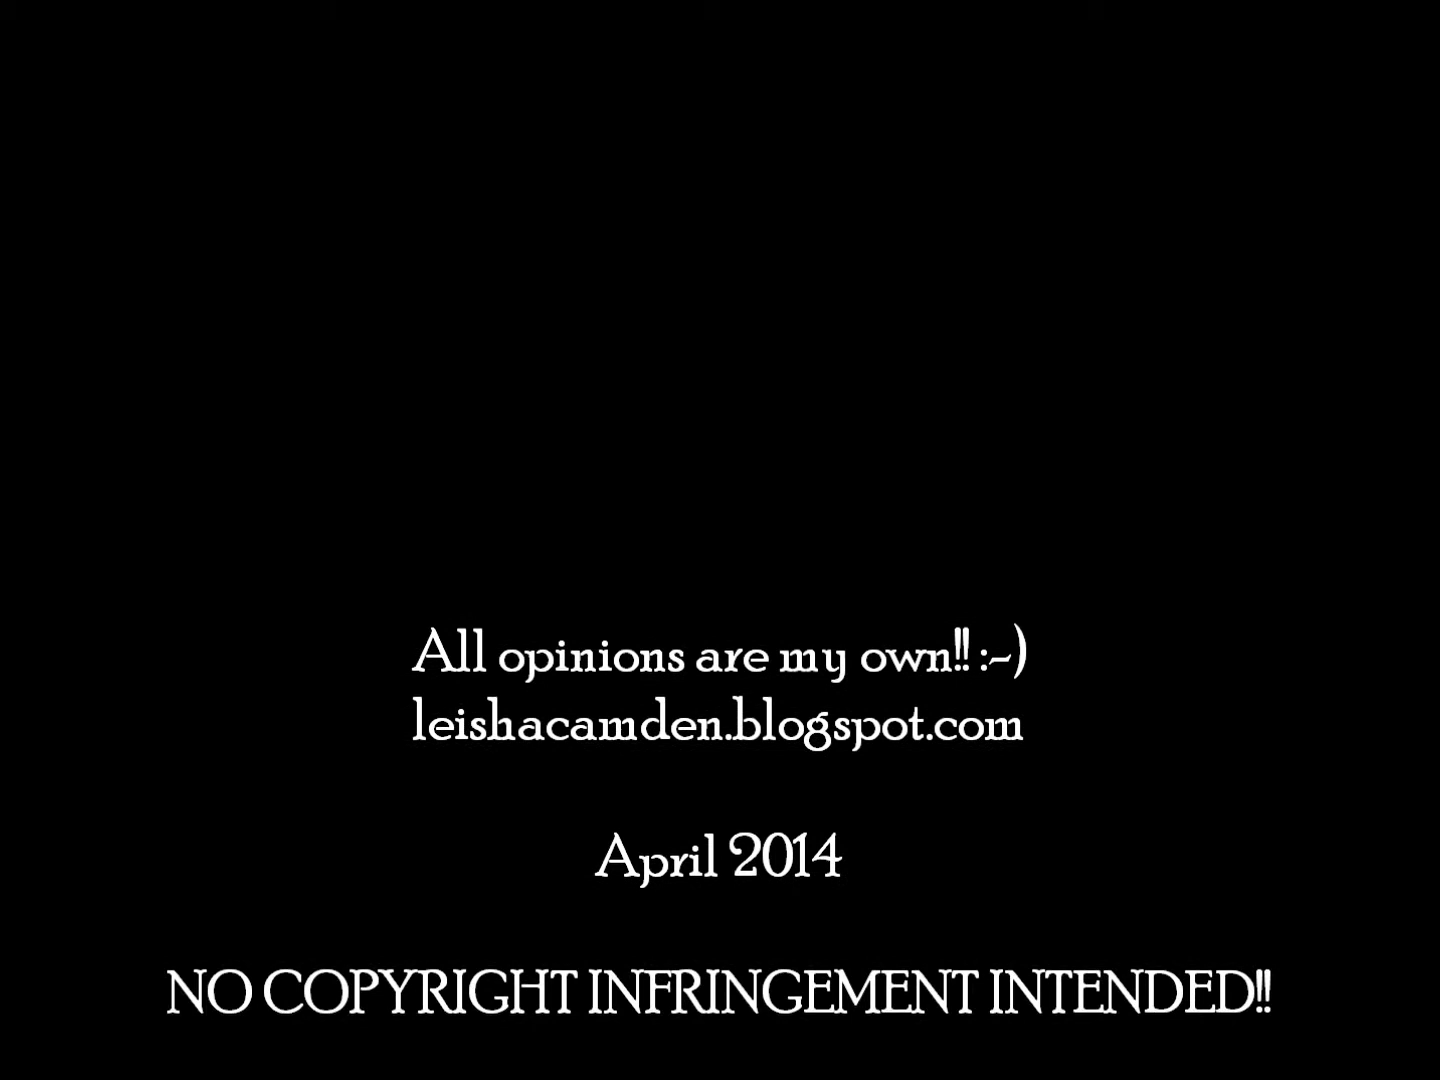 All opinions are my own!! :-)
leishacamden.blogspot.com
April 2014
NO COPYRIGHT INFRINGEMENT INTENDED!!